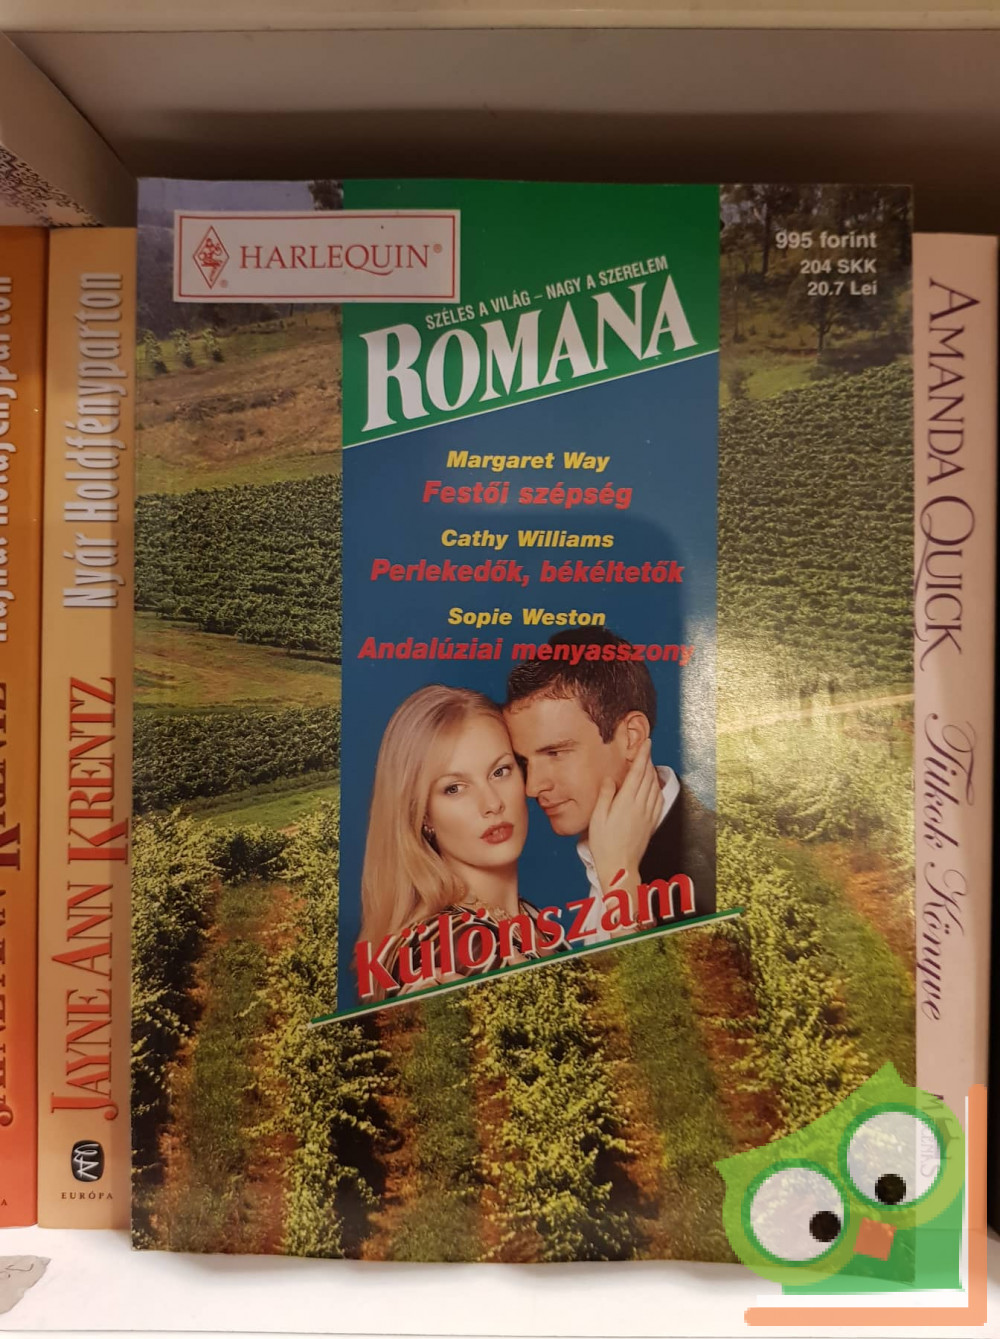 HARLEQUIN®
995 forint
204 SKK
20.7 Lei
SZÉLES A VILÁG – NAGY A SZERELEM
ROMANA
Margaret Way
Festői szépség
Cathy Williams
Perlekedők, békéltetők
Sopie Weston
Andalúziai menyasszony
Különszám
JAYNE ANN KRENTZ
Nyár Holdfényparton
EURÓPA
AMANDA QUICK
Tükök Könyve